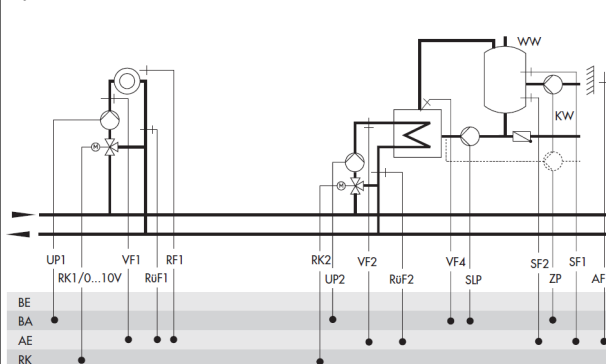 WW
KW
M
M
UP1 VF1 RF1 RK2 VF2 VF4 SF2 SF1
RK1/0...10V RüF1 UP2 RüF2 SLP ZP AF
BE
BA
AE
RK